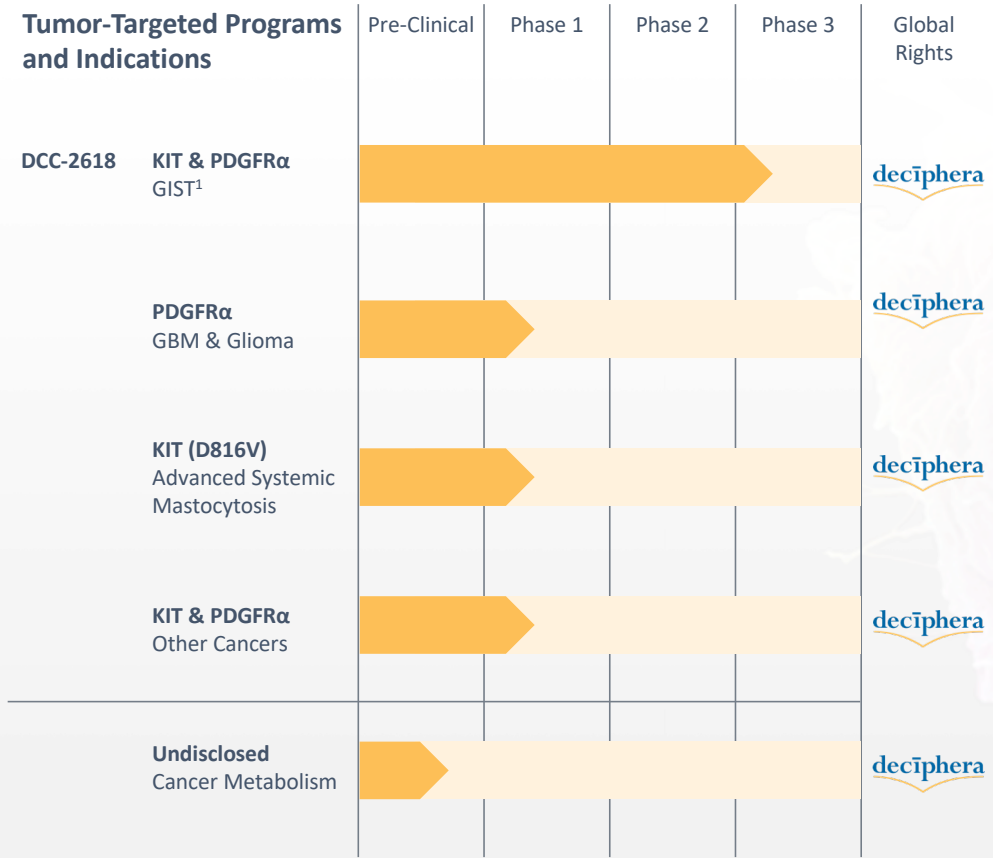 Tumor-Targeted Programs
and Indications
Pre-Clinical
Phase 1
Phase 2
Phase 3
Global
Rights
DCC-2618
KIT & PDGFRα
GIST¹
decīphera
PDGFRα
GBM & Glioma
decīphera
KIT (D816V)
Advanced Systemic
Mastocytosis
decīphera
KIT & PDGFRα
Other Cancers
decīphera
Undisclosed
Cancer Metabolism
decīphera